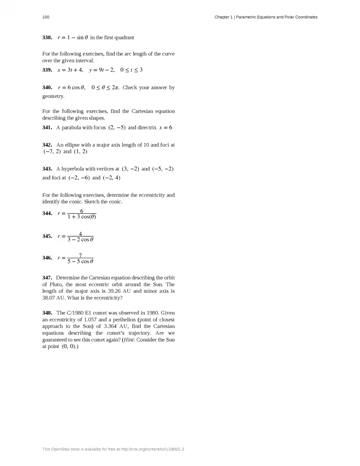 100 Chapter 1 | Parametric Equations and Polar Coordinates
338. r = 1 − sin θ in the first quadrant
For the following exercises, find the arc length of the curve
over the given interval.
339. x = 3t + 4, y = 9t − 2, 0 ≤ t ≤ 3
340. r = 6 cos θ, 0 ≤ θ ≤ 2π. Check your answer by
geometry.
For the following exercises, find the Cartesian equation
describing the given shapes.
341. A parabola with focus (2, −5) and directrix x = 6
342. An ellipse with a major axis length of 10 and foci at
(−7, 2) and (1, 2)
343. A hyperbola with vertices at (3, −2) and (−5, −2)
and foci at (−2, −6) and (−2, 4)
For the following exercises, determine the eccentricity and
identify the conic. Sketch the conic.
344. r = 6 / 1 + 3 cos(θ)
345. r = 4 / 3 − 2 cos θ
346. r = 7 / 5 − 5 cos θ
347. Determine the Cartesian equation describing the orbit
of Pluto, the most eccentric orbit around the Sun. The
length of the major axis is 39.26 AU and minor axis is
38.07 AU. What is the eccentricity?
348. The C/1980 E1 comet was observed in 1980. Given
an eccentricity of 1.057 and a perihelion (point of closest
approach to the Sun) of 3.364 AU, find the Cartesian
equations describing the comet's trajectory. Are we
guaranteed to see this comet again? (Hint: Consider the Sun
at point (0, 0).)
This OpenStax book is available for free at http://cnx.org/content/col11965/1.2